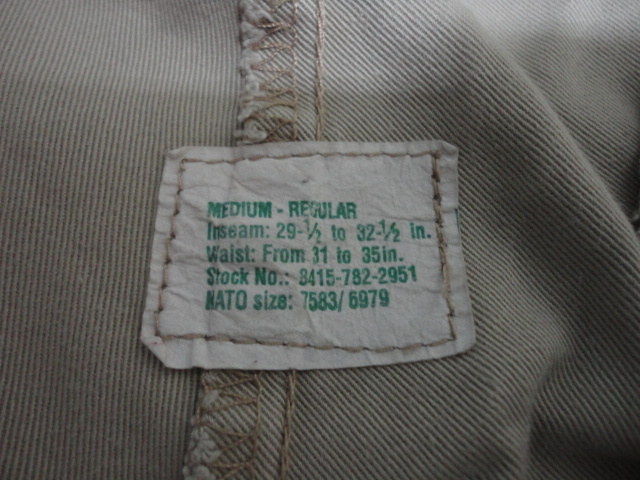 MEDIUM - REGULAR
Inseam: 29-½ to 32-½ in.
Waist: From 31 to 35in.
Stock No.: 8415-782-2951
NATO size: 7583/ 6979